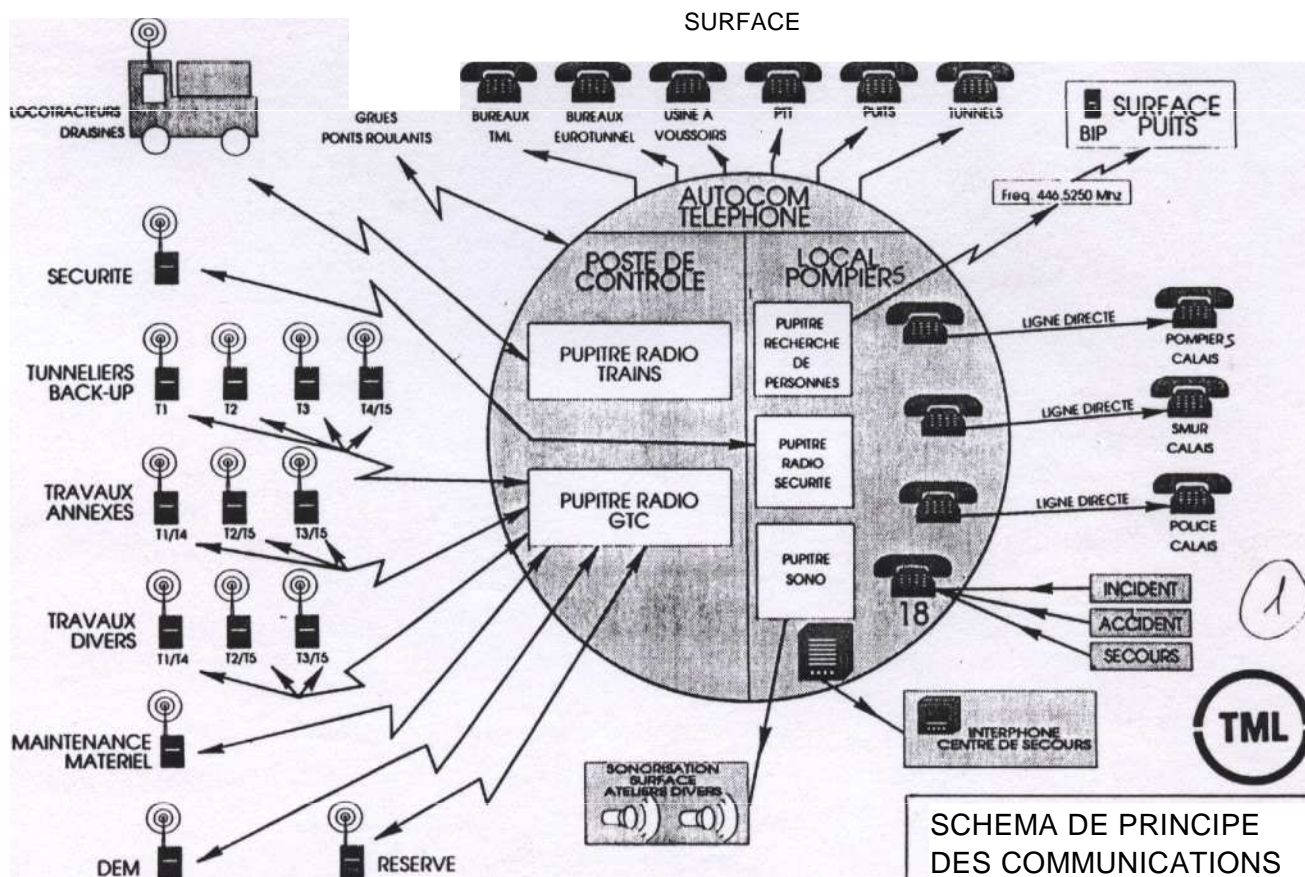 SURFACE
LOCOTRACTEURS
DRAISINES
GRUES
PONTS ROULANTS
BUREAUX
TML
BUREAUX
EUROTUNNEL
USINE A
VOUSSOIRS
PTT
PUITS
TUNNELS
BIP
SURFACE
PUITS
Freq. 446.5250 Mhz
AUTOCOM
TELEPHONE
POSTE DE
CONTROLE
LOCAL
POMPIERS
SECURITE
PUPITRE RADIO
TRAINS
PUPITRE
RECHERCHE
DE
PERSONNES
LIGNE DIRECTE
POMPIERS
CALAIS
TUNNELIERS
BACK-UP
T1
T2
T3
T4/T5
PUPITRE
RADIO
SECURITE
LIGNE DIRECTE
SMUR
CALAIS
TRAVAUX
ANNEXES
T1/T4
T2/T5
T3/T5
PUPITRE RADIO
GTC
LIGNE DIRECTE
POLICE
CALAIS
PUPITRE
SONO
18
INCIDENT
ACCIDENT
SECOURS
1
TRAVAUX
DIVERS
T1/T4
T2/T5
T3/T5
MAINTENANCE
MATERIEL
INTERPHONE
CENTRE DE SECOURS
TML
SONORISATION
SURFACE
ATELIERS DIVERS
DEM
RESERVE
SCHEMA DE PRINCIPE
DES COMMUNICATIONS